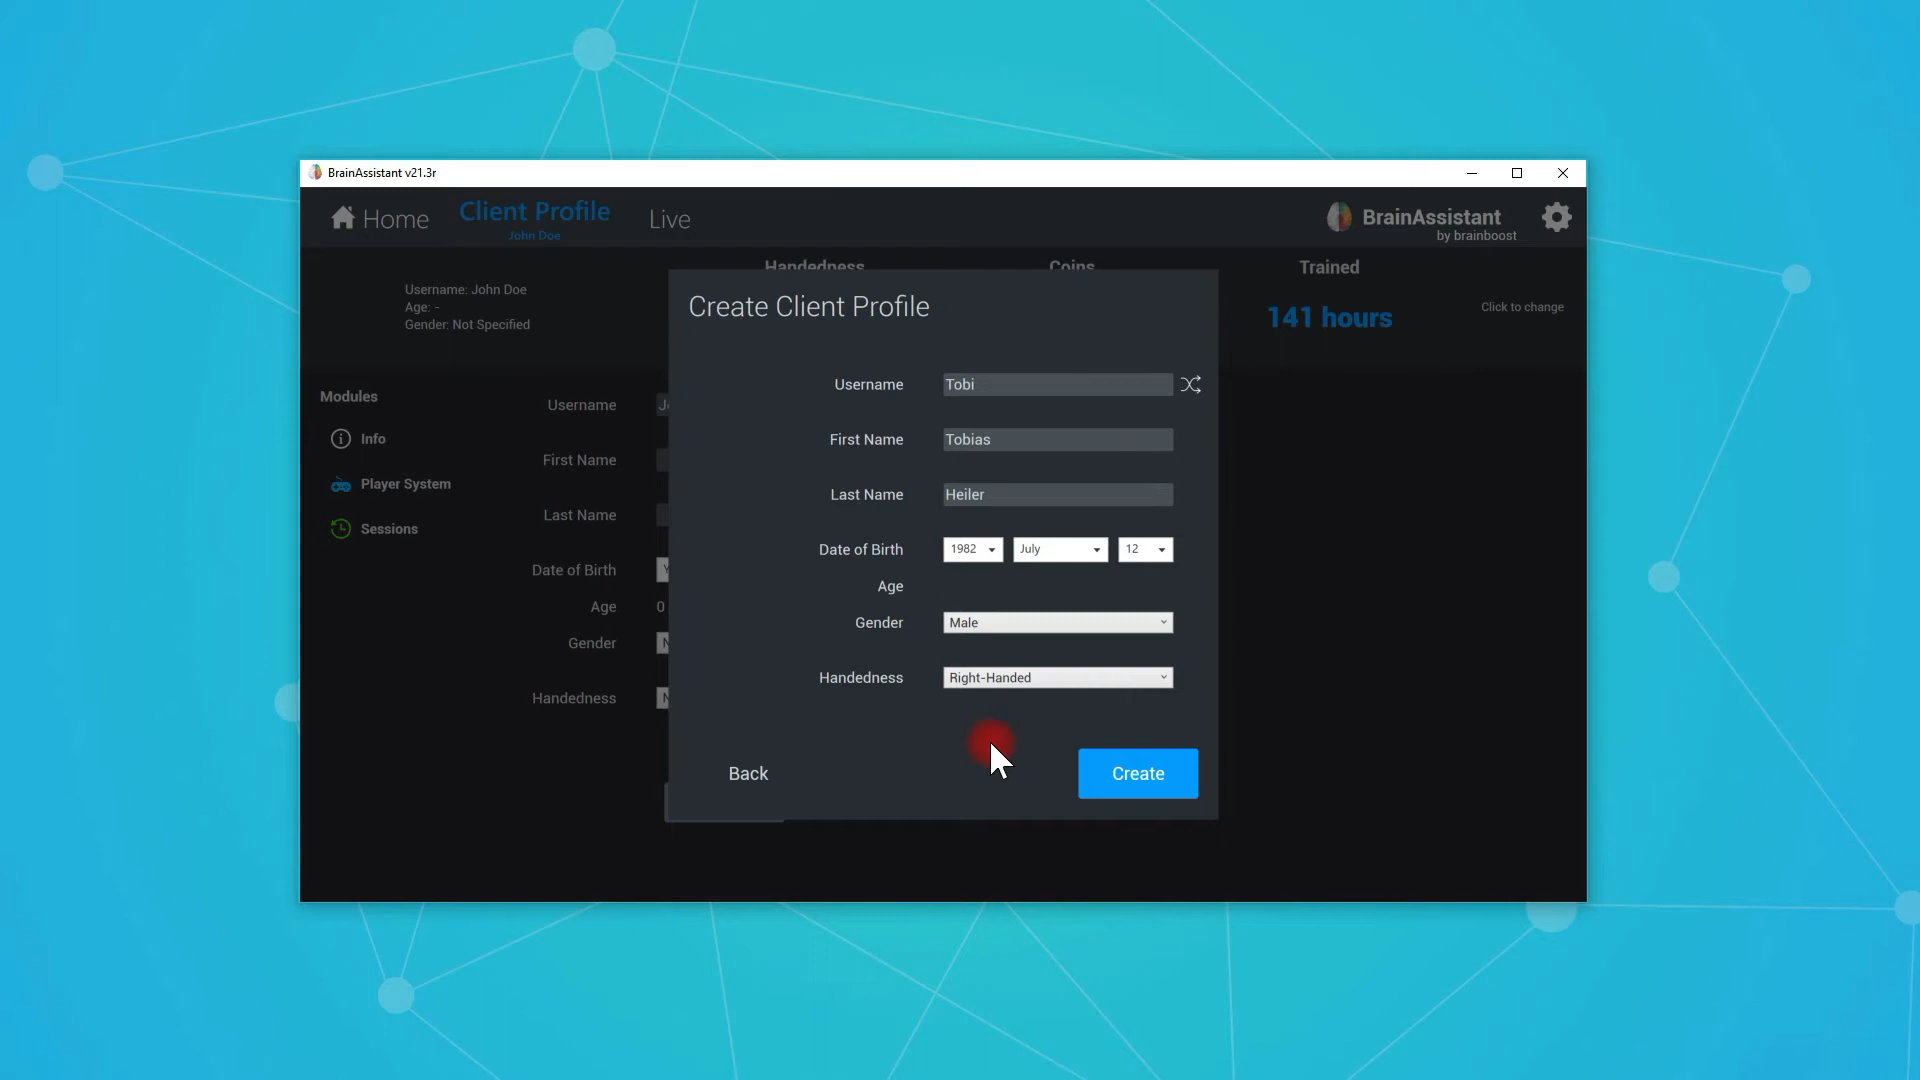 BrainAssistant v21.3r
Home
Client Profile
John Doe
Live
BrainAssistant
by brainboost
Handedness
Coins
Trained
Username: John Doe
Age: -
Gender: Not Specified
141 hours
Click to change
Modules
Info
Player System
Sessions
Username
First Name
Last Name
Date of Birth
Age 0
Gender
Handedness
Create Client Profile
Username Tobi
First Name Tobias
Last Name Heiler
Date of Birth 1982 July 12
Age
Gender Male
Handedness Right-Handed
Back
Create